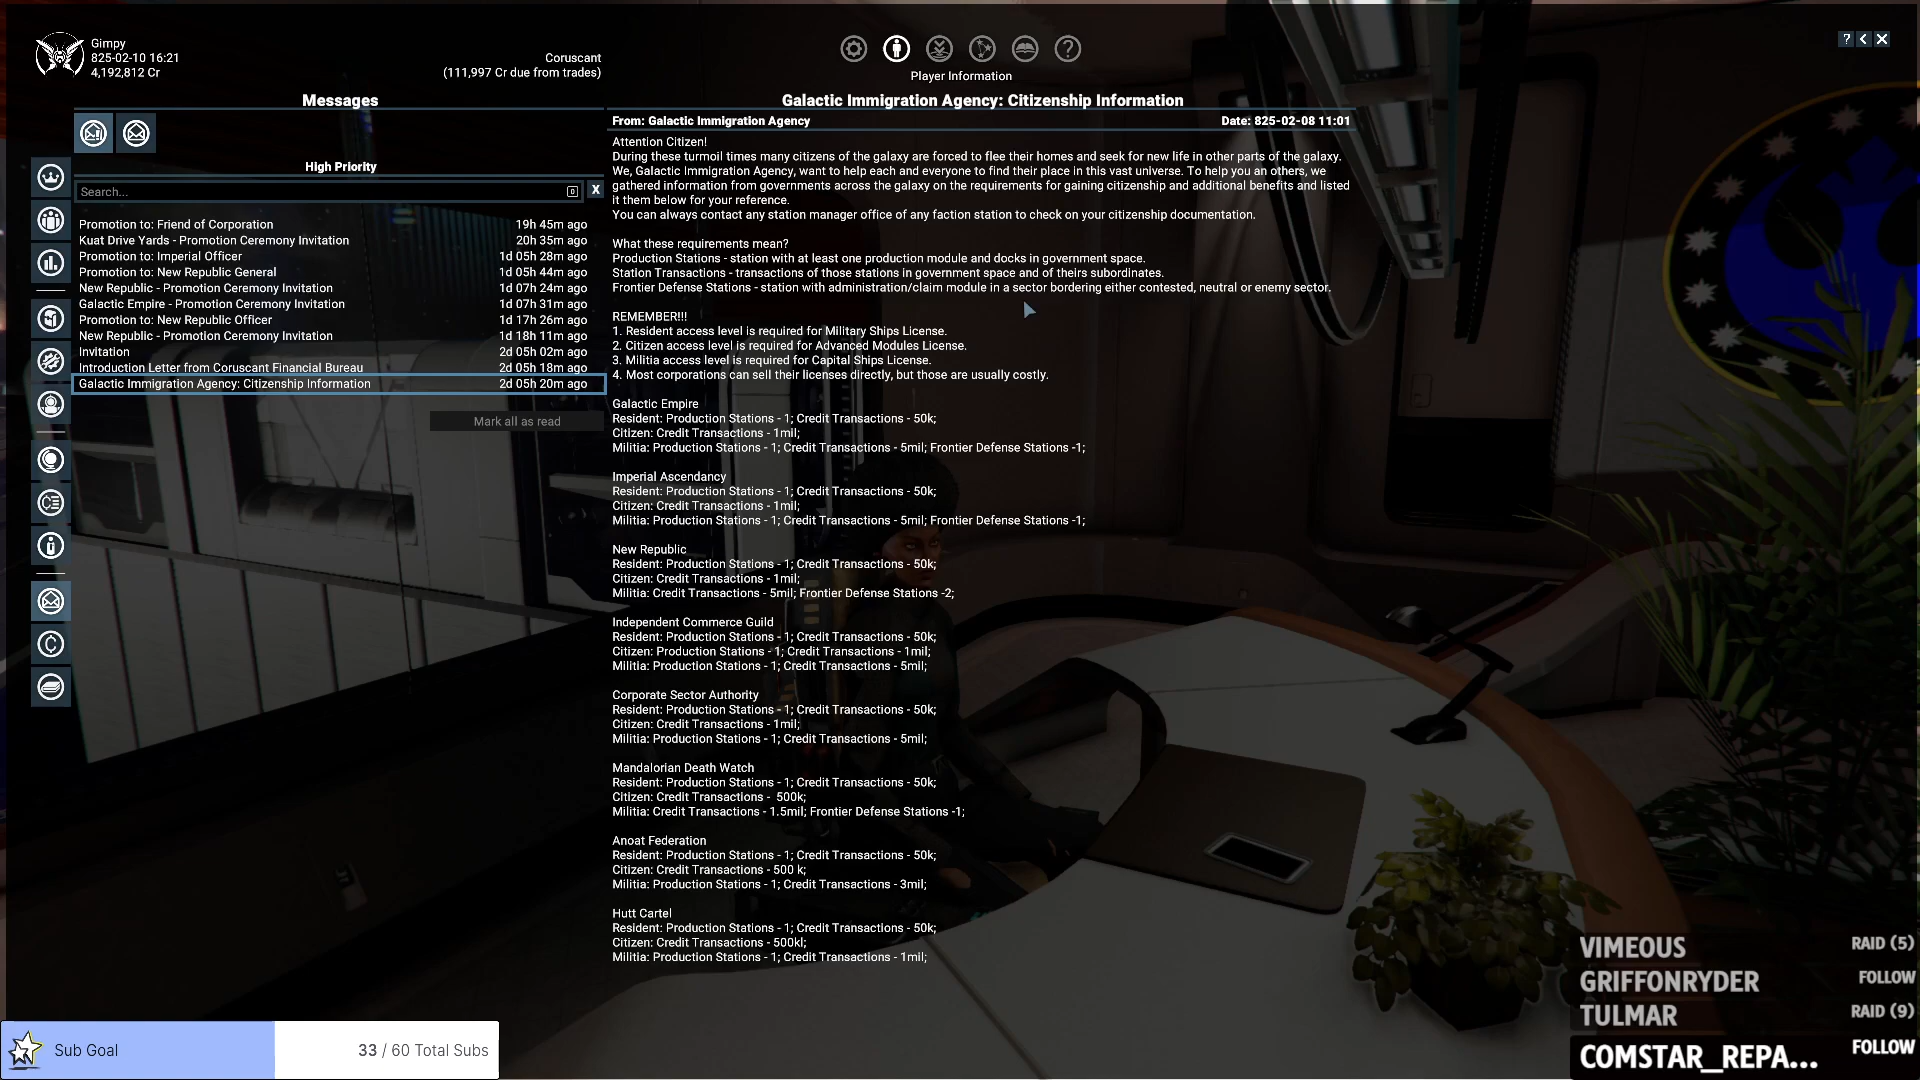 Gimpy
825-02-10 16:21
4,192,812 Cr
Coruscant
(111,997 Cr due from trades)
Player Information
? < X
Messages
High Priority
Search...
X
Promotion to: Friend of Corporation 19h 45m ago
Kuat Drive Yards - Promotion Ceremony Invitation 20h 35m ago
Promotion to: Imperial Officer 1d 05h 28m ago
Promotion to: New Republic General 1d 05h 44m ago
New Republic - Promotion Ceremony Invitation 1d 07h 24m ago
Galactic Empire - Promotion Ceremony Invitation 1d 07h 31m ago
Promotion to: New Republic Officer 1d 17h 26m ago
New Republic - Promotion Ceremony Invitation 1d 18h 11m ago
Invitation 2d 05h 02m ago
Introduction Letter from Coruscant Financial Bureau 2d 05h 18m ago
Galactic Immigration Agency: Citizenship Information 2d 05h 20m ago
Mark all as read
Galactic Immigration Agency: Citizenship Information
From: Galactic Immigration Agency Date: 825-02-08 11:01
Attention Citizen!
During these turmoil times many citizens of the galaxy are forced to flee their homes and seek for new life in other parts of the galaxy.
We, Galactic Immigration Agency, want to help each and everyone to find their place in this vast universe. To help you an others, we
gathered information from governments across the galaxy on the requirements for gaining citizenship and additional benefits and listed
it them below for your reference.
You can always contact any station manager office of any faction station to check on your citizenship documentation.
What these requirements mean?
Production Stations - station with at least one production module and docks in government space.
Station Transactions - transactions of those stations in government space and of theirs subordinates.
Frontier Defense Stations - station with administration/claim module in a sector bordering either contested, neutral or enemy sector.
REMEMBER!!!
1. Resident access level is required for Military Ships License.
2. Citizen access level is required for Advanced Modules License.
3. Militia access level is required for Capital Ships License.
4. Most corporations can sell their licenses directly, but those are usually costly.
Galactic Empire
Resident: Production Stations - 1; Credit Transactions - 50k;
Citizen: Credit Transactions - 1mil;
Militia: Production Stations - 1; Credit Transactions - 5mil; Frontier Defense Stations -1;
Imperial Ascendancy
Resident: Production Stations - 1; Credit Transactions - 50k;
Citizen: Credit Transactions - 1mil;
Militia: Production Stations - 1; Credit Transactions - 5mil; Frontier Defense Stations -1;
New Republic
Resident: Production Stations - 1; Credit Transactions - 50k;
Citizen: Credit Transactions - 1mil;
Militia: Credit Transactions - 5mil; Frontier Defense Stations -2;
Independent Commerce Guild
Resident: Production Stations - 1; Credit Transactions - 50k;
Citizen: Production Stations - 1; Credit Transactions - 1mil;
Militia: Production Stations - 1; Credit Transactions - 5mil;
Corporate Sector Authority
Resident: Production Stations - 1; Credit Transactions - 50k;
Citizen: Credit Transactions - 1mil;
Militia: Production Stations - 1; Credit Transactions - 5mil;
Mandalorian Death Watch
Resident: Production Stations - 1; Credit Transactions - 50k;
Citizen: Credit Transactions - 500k;
Militia: Credit Transactions - 1.5mil; Frontier Defense Stations -1;
Anoat Federation
Resident: Production Stations - 1; Credit Transactions - 50k;
Citizen: Credit Transactions - 500 k;
Militia: Production Stations - 1; Credit Transactions - 3mil;
Hutt Cartel
Resident: Production Stations - 1; Credit Transactions - 50k;
Citizen: Credit Transactions - 500kl;
Militia: Production Stations - 1; Credit Transactions - 1mil;
VIMEOUS RAID (5)
GRIFFONRYDER FOLLOW
TULMAR RAID (9)
COMSTAR_REPA... FOLLOW
Sub Goal 33 / 60 Total Subs